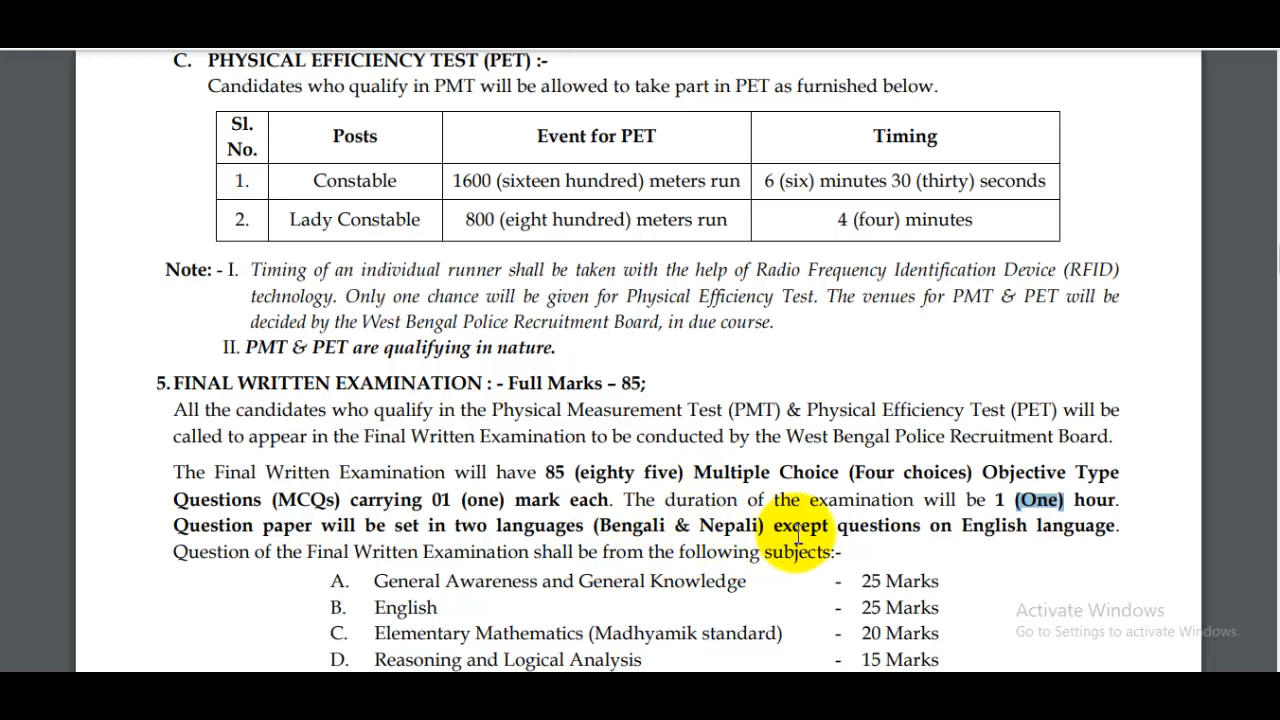 C. PHYSICAL EFFICIENCY TEST (PET) :-
Candidates who qualify in PMT will be allowed to take part in PET as furnished below.
Sl. No. Posts Event for PET Timing
1. Constable 1600 (sixteen hundred) meters run 6 (six) minutes 30 (thirty) seconds
2. Lady Constable 800 (eight hundred) meters run 4 (four) minutes
Note: - I. Timing of an individual runner shall be taken with the help of Radio Frequency Identification Device (RFID)
technology. Only one chance will be given for Physical Efficiency Test. The venues for PMT & PET will be
decided by the West Bengal Police Recruitment Board, in due course.
II. PMT & PET are qualifying in nature.
5. FINAL WRITTEN EXAMINATION : - Full Marks – 85;
All the candidates who qualify in the Physical Measurement Test (PMT) & Physical Efficiency Test (PET) will be
called to appear in the Final Written Examination to be conducted by the West Bengal Police Recruitment Board.
The Final Written Examination will have 85 (eighty five) Multiple Choice (Four choices) Objective Type
Questions (MCQs) carrying 01 (one) mark each. The duration of the examination will be 1 (One) hour.
Question paper will be set in two languages (Bengali & Nepali) except questions on English language.
Question of the Final Written Examination shall be from the following subjects:-
A. General Awareness and General Knowledge - 25 Marks
B. English - 25 Marks
C. Elementary Mathematics (Madhyamik standard) - 20 Marks
D. Reasoning and Logical Analysis - 15 Marks
Activate Windows
Go to Settings to activate Windows.